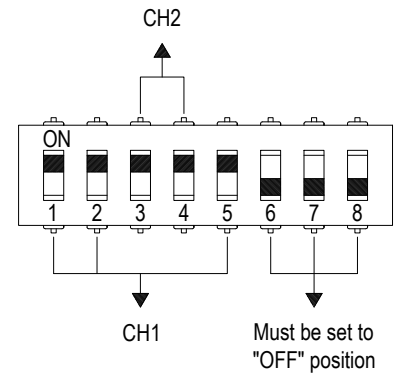 CH2
ON
1 2 3 4 5 6 7 8
CH1
Must be set to
"OFF" position